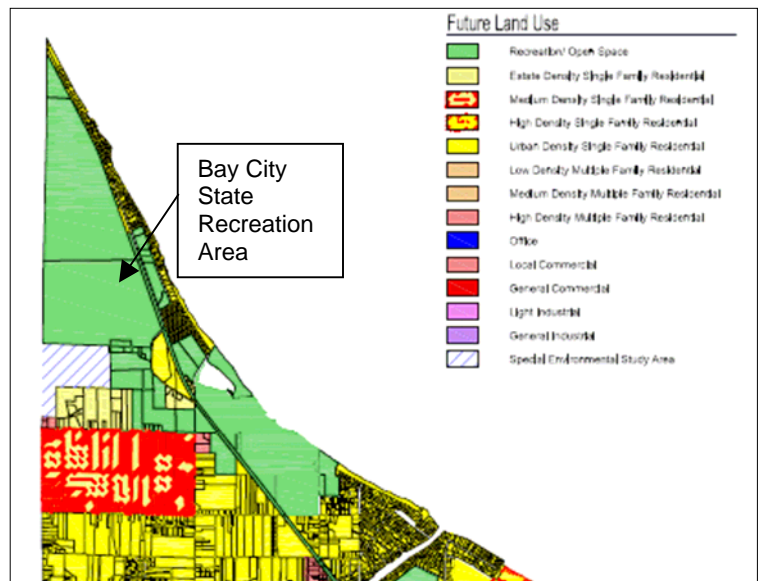 Future Land Use
Recreation/ Open Space
Estate Density Single Family Residential
Medium Density Single Family Residential
High Density Single Family Residential
Urban Density Single Family Residential
Low Density Multiple Family Residential
Medium Density Multiple Family Residential
High Density Multiple Family Residential
Office
Local Commercial
General Commercial
Light Industrial
General Industrial
Special Environmental Study Area
Bay City
State
Recreation
Area